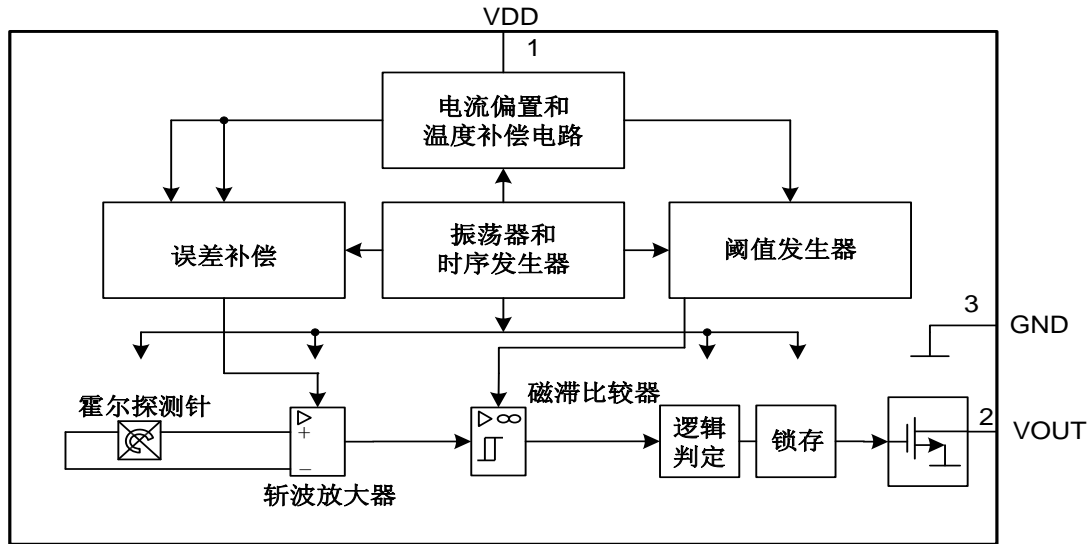 VDD
1
电流偏置和
温度补偿电路
误差补偿
振荡器和
时序发生器
阈值发生器
3
GND
霍尔探测针
磁滞比较器
▷
+
−
▷∞
逻辑
判定
锁存
2
VOUT
斩波放大器